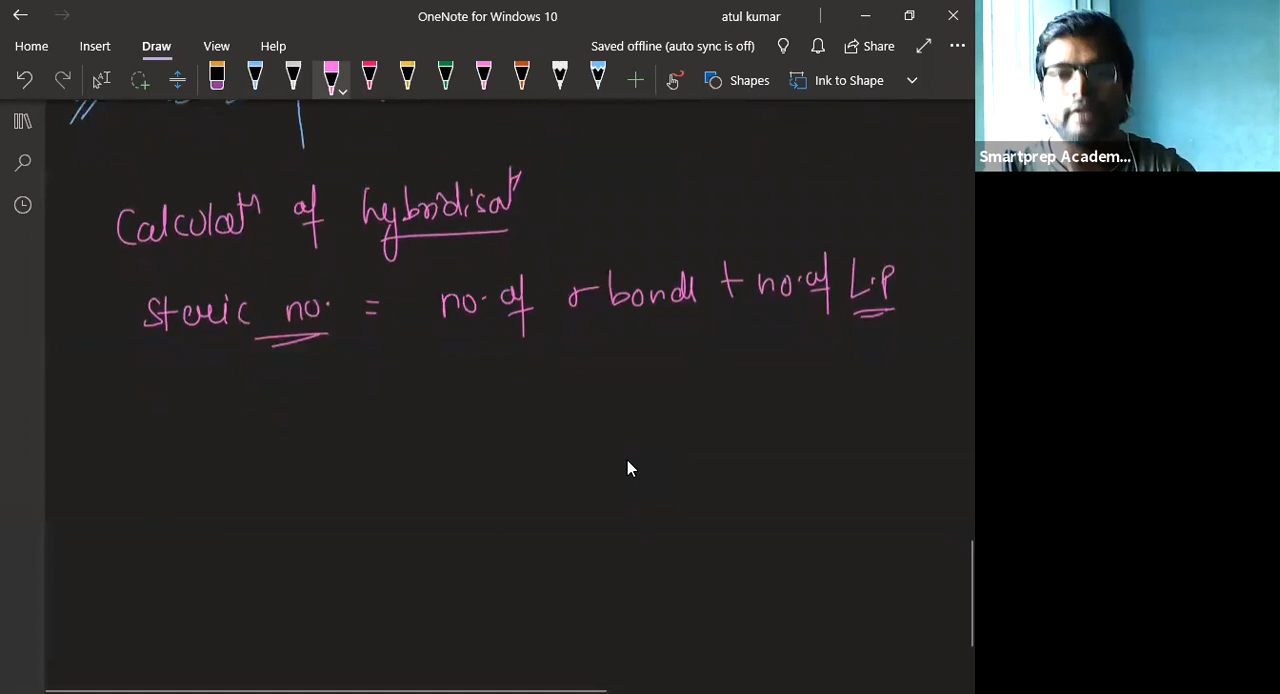 OneNote for Windows 10
atul kumar
Home Insert Draw View Help
Saved offline (auto sync is off)
Share
Shapes
Ink to Shape
Smartprep Academ...
Calculatn of hybridisatn
Steric no. = no. of σ bonds + no. of L.P